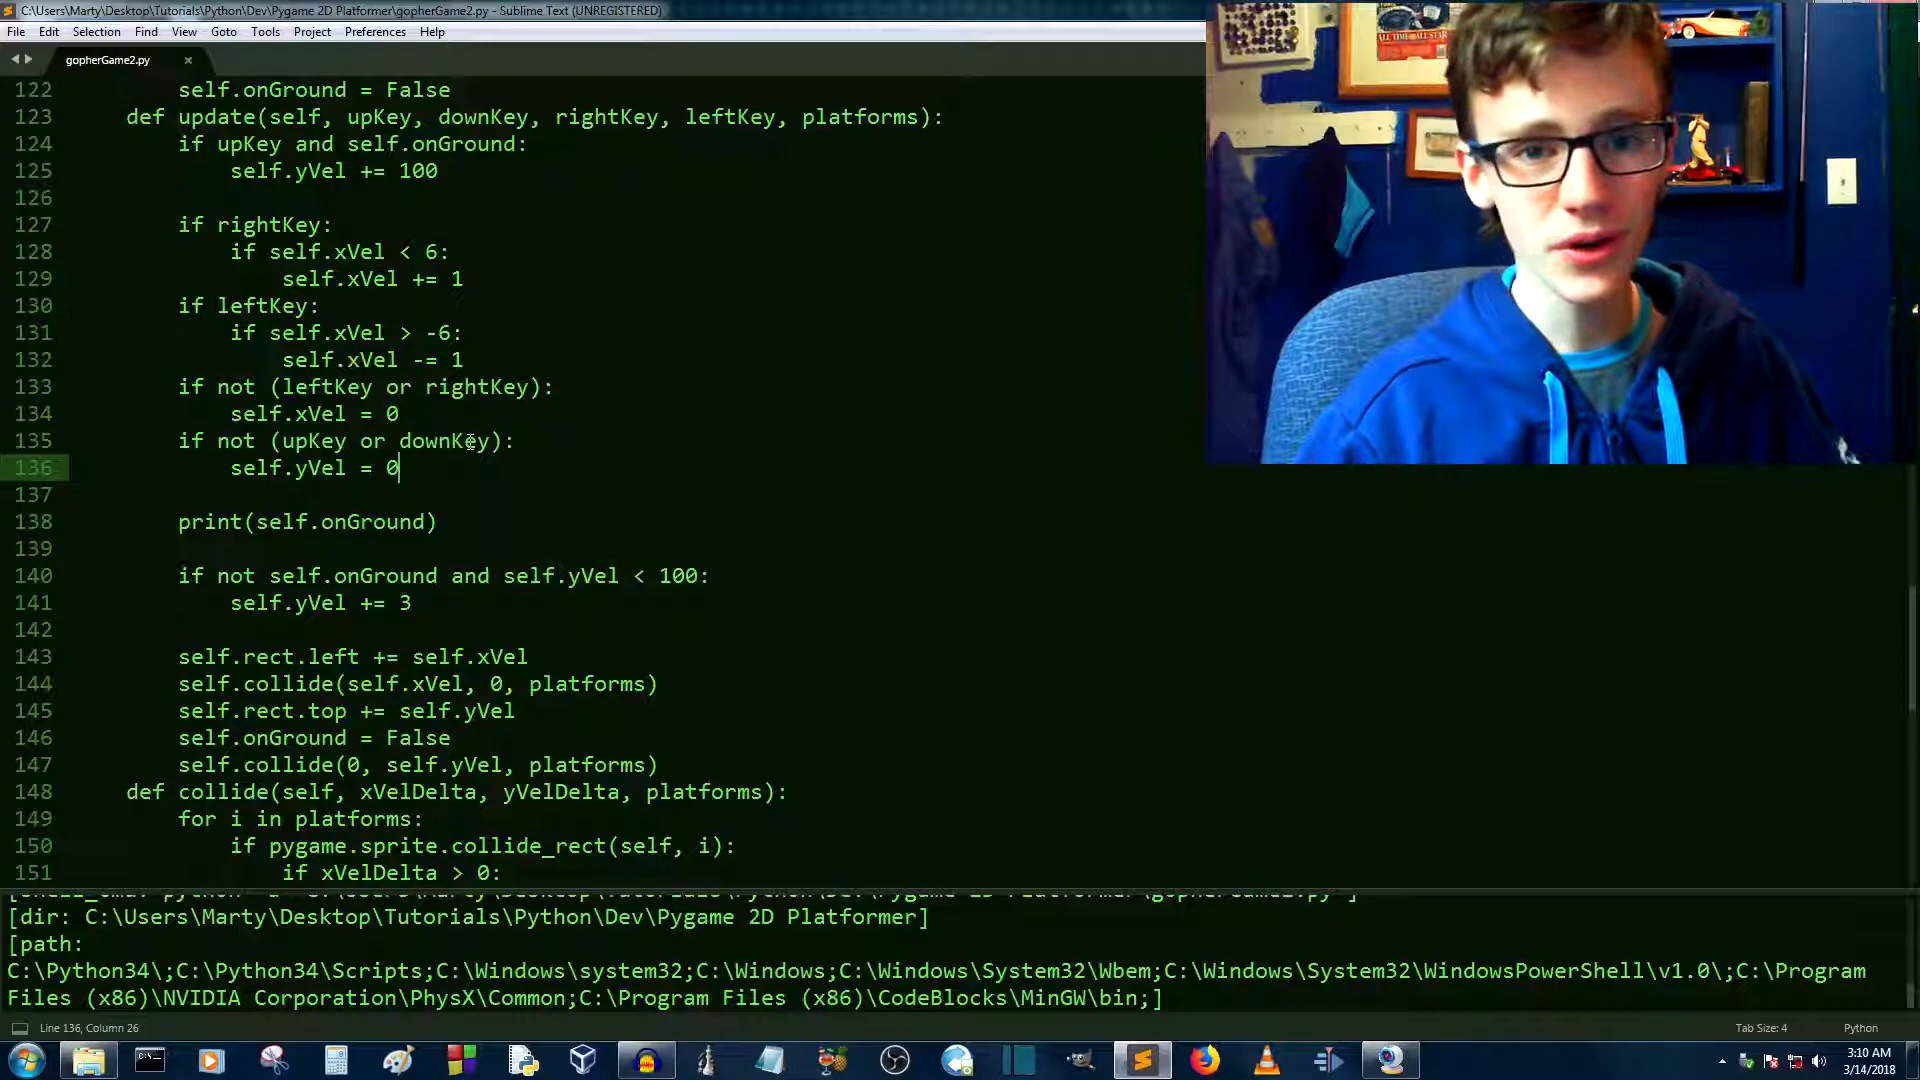 C:\Users\Marty\Desktop\Tutorials\Python\Dev\Pygame 2D Platformer\gopherGame2.py - Sublime Text (UNREGISTERED)
File Edit Selection Find View Goto Tools Project Preferences Help
gopherGame2.py ×
122 self.onGround = False
123 def update(self, upKey, downKey, rightKey, leftKey, platforms):
124 if upKey and self.onGround:
125 self.yVel += 100
126
127 if rightKey:
128 if self.xVel < 6:
129 self.xVel += 1
130 if leftKey:
131 if self.xVel > -6:
132 self.xVel -= 1
133 if not (leftKey or rightKey):
134 self.xVel = 0
135 if not (upKey or downKey):
136 self.yVel = 0
137
138 print(self.onGround)
139
140 if not self.onGround and self.yVel < 100:
141 self.yVel += 3
142
143 self.rect.left += self.xVel
144 self.collide(self.xVel, 0, platforms)
145 self.rect.top += self.yVel
146 self.onGround = False
147 self.collide(0, self.yVel, platforms)
148 def collide(self, xVelDelta, yVelDelta, platforms):
149 for i in platforms:
150 if pygame.sprite.collide_rect(self, i):
151 if xVelDelta > 0:
[dir: C:\Users\Marty\Desktop\Tutorials\Python\Dev\Pygame 2D Platformer]
[path:
C:\Python34\;C:\Python34\Scripts;C:\Windows\system32;C:\Windows;C:\Windows\System32\Wbem;C:\Windows\System32\WindowsPowerShell\v1.0\;C:\Program
Files (x86)\NVIDIA Corporation\PhysX\Common;C:\Program Files (x86)\CodeBlocks\MinGW\bin;]
Line 136, Column 26 Tab Size: 4 Python
3:10 AM
3/14/2018